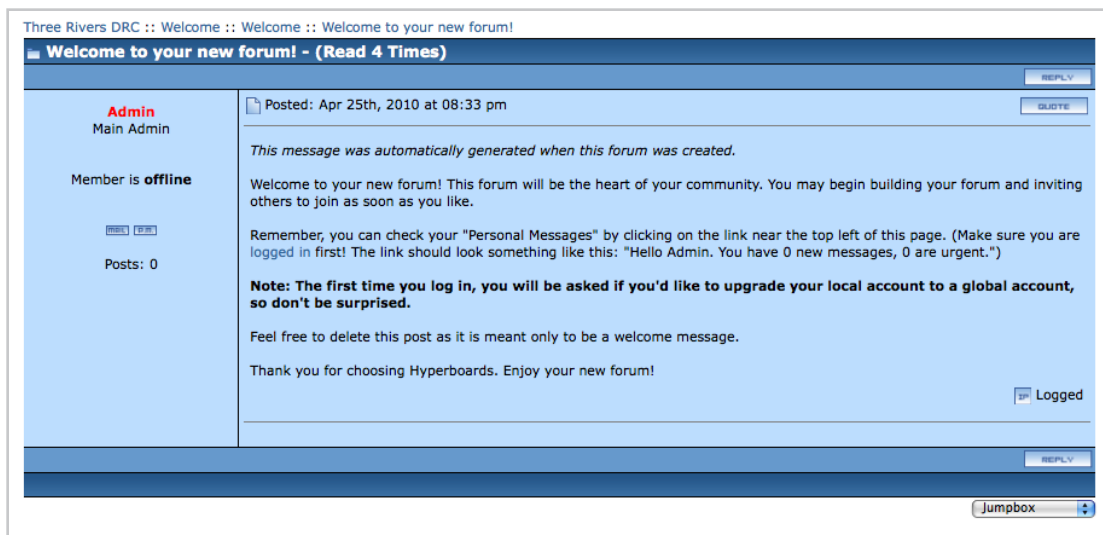 Three Rivers DRC :: Welcome :: Welcome :: Welcome to your new forum!
Welcome to your new forum! - (Read 4 Times)
REPLY
Admin
Main Admin
Member is offline
MAIL P.M.
Posts: 0
Posted: Apr 25th, 2010 at 08:33 pm
QUOTE
This message was automatically generated when this forum was created.
Welcome to your new forum! This forum will be the heart of your community. You may begin building your forum and inviting
others to join as soon as you like.
Remember, you can check your "Personal Messages" by clicking on the link near the top left of this page. (Make sure you are
logged in first! The link should look something like this: "Hello Admin. You have 0 new messages, 0 are urgent.")
Note: The first time you log in, you will be asked if you'd like to upgrade your local account to a global account,
so don't be surprised.
Feel free to delete this post as it is meant only to be a welcome message.
Thank you for choosing Hyperboards. Enjoy your new forum!
IP Logged
REPLY
Jumpbox